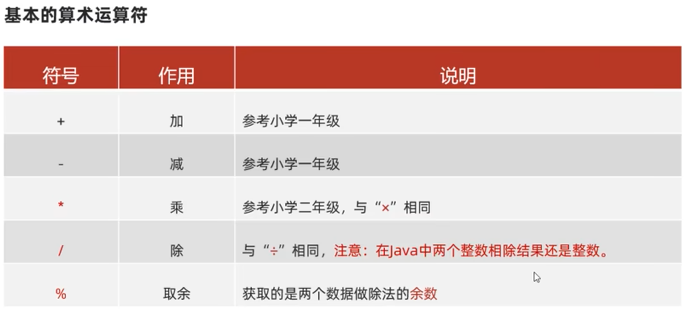 基本的算术运算符
符号 作用 说明
+ 加 参考小学一年级
- 减 参考小学一年级
* 乘 参考小学二年级，与“×”相同
/ 除 与“÷”相同，注意：在Java中两个整数相除结果还是整数。
% 取余 获取的是两个数据做除法的余数